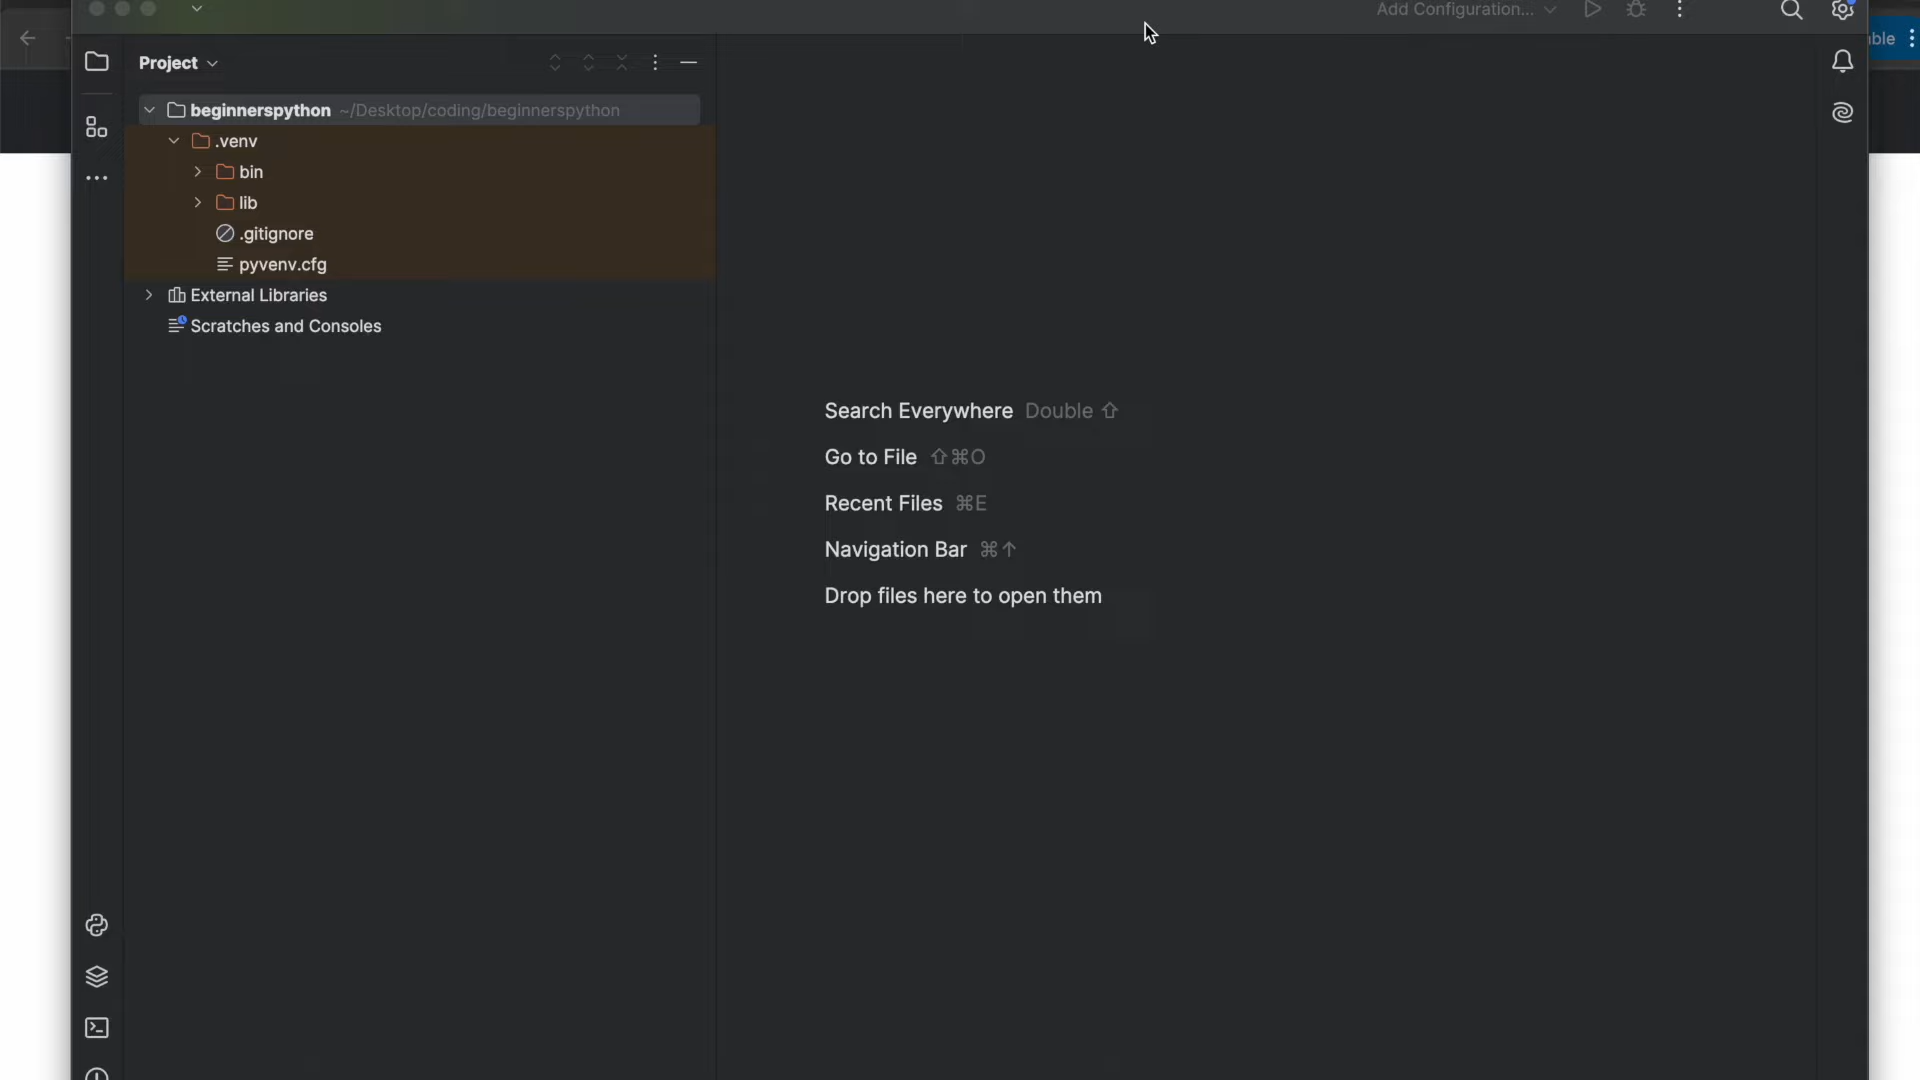 Add Configuration...
ble
Project
beginnerspython ~/Desktop/coding/beginnerspython
.venv
bin
lib
.gitignore
pyvenv.cfg
External Libraries
Scratches and Consoles
Search Everywhere Double ⇧
Go to File ⇧⌘O
Recent Files ⌘E
Navigation Bar ⌘↑
Drop files here to open them